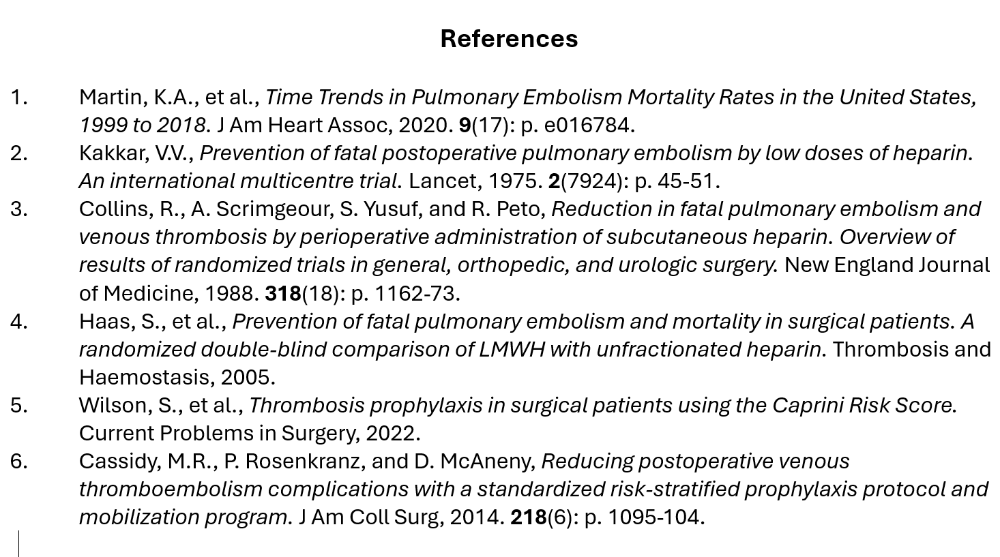 References
1. Martin, K.A., et al., Time Trends in Pulmonary Embolism Mortality Rates in the United States,
1999 to 2018. J Am Heart Assoc, 2020. 9(17): p. e016784.
2. Kakkar, V.V., Prevention of fatal postoperative pulmonary embolism by low doses of heparin.
An international multicentre trial. Lancet, 1975. 2(7924): p. 45-51.
3. Collins, R., A. Scrimgeour, S. Yusuf, and R. Peto, Reduction in fatal pulmonary embolism and
venous thrombosis by perioperative administration of subcutaneous heparin. Overview of
results of randomized trials in general, orthopedic, and urologic surgery. New England Journal
of Medicine, 1988. 318(18): p. 1162-73.
4. Haas, S., et al., Prevention of fatal pulmonary embolism and mortality in surgical patients. A
randomized double-blind comparison of LMWH with unfractionated heparin. Thrombosis and
Haemostasis, 2005.
5. Wilson, S., et al., Thrombosis prophylaxis in surgical patients using the Caprini Risk Score.
Current Problems in Surgery, 2022.
6. Cassidy, M.R., P. Rosenkranz, and D. McAneny, Reducing postoperative venous
thromboembolism complications with a standardized risk-stratified prophylaxis protocol and
mobilization program. J Am Coll Surg, 2014. 218(6): p. 1095-104.